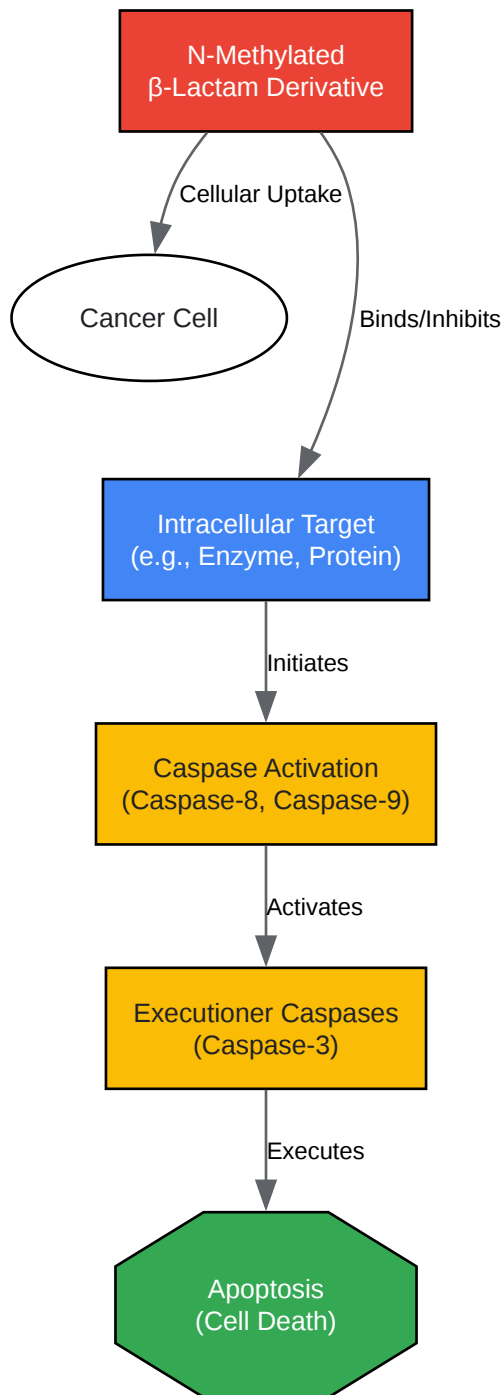 N-Methylated
β-Lactam Derivative
Cellular Uptake
Cancer Cell
Binds/Inhibits
Intracellular Target
(e.g., Enzyme, Protein)
Initiates
Caspase Activation
(Caspase-8, Caspase-9)
Activates
Executioner Caspases
(Caspase-3)
Executes
Apoptosis
(Cell Death)